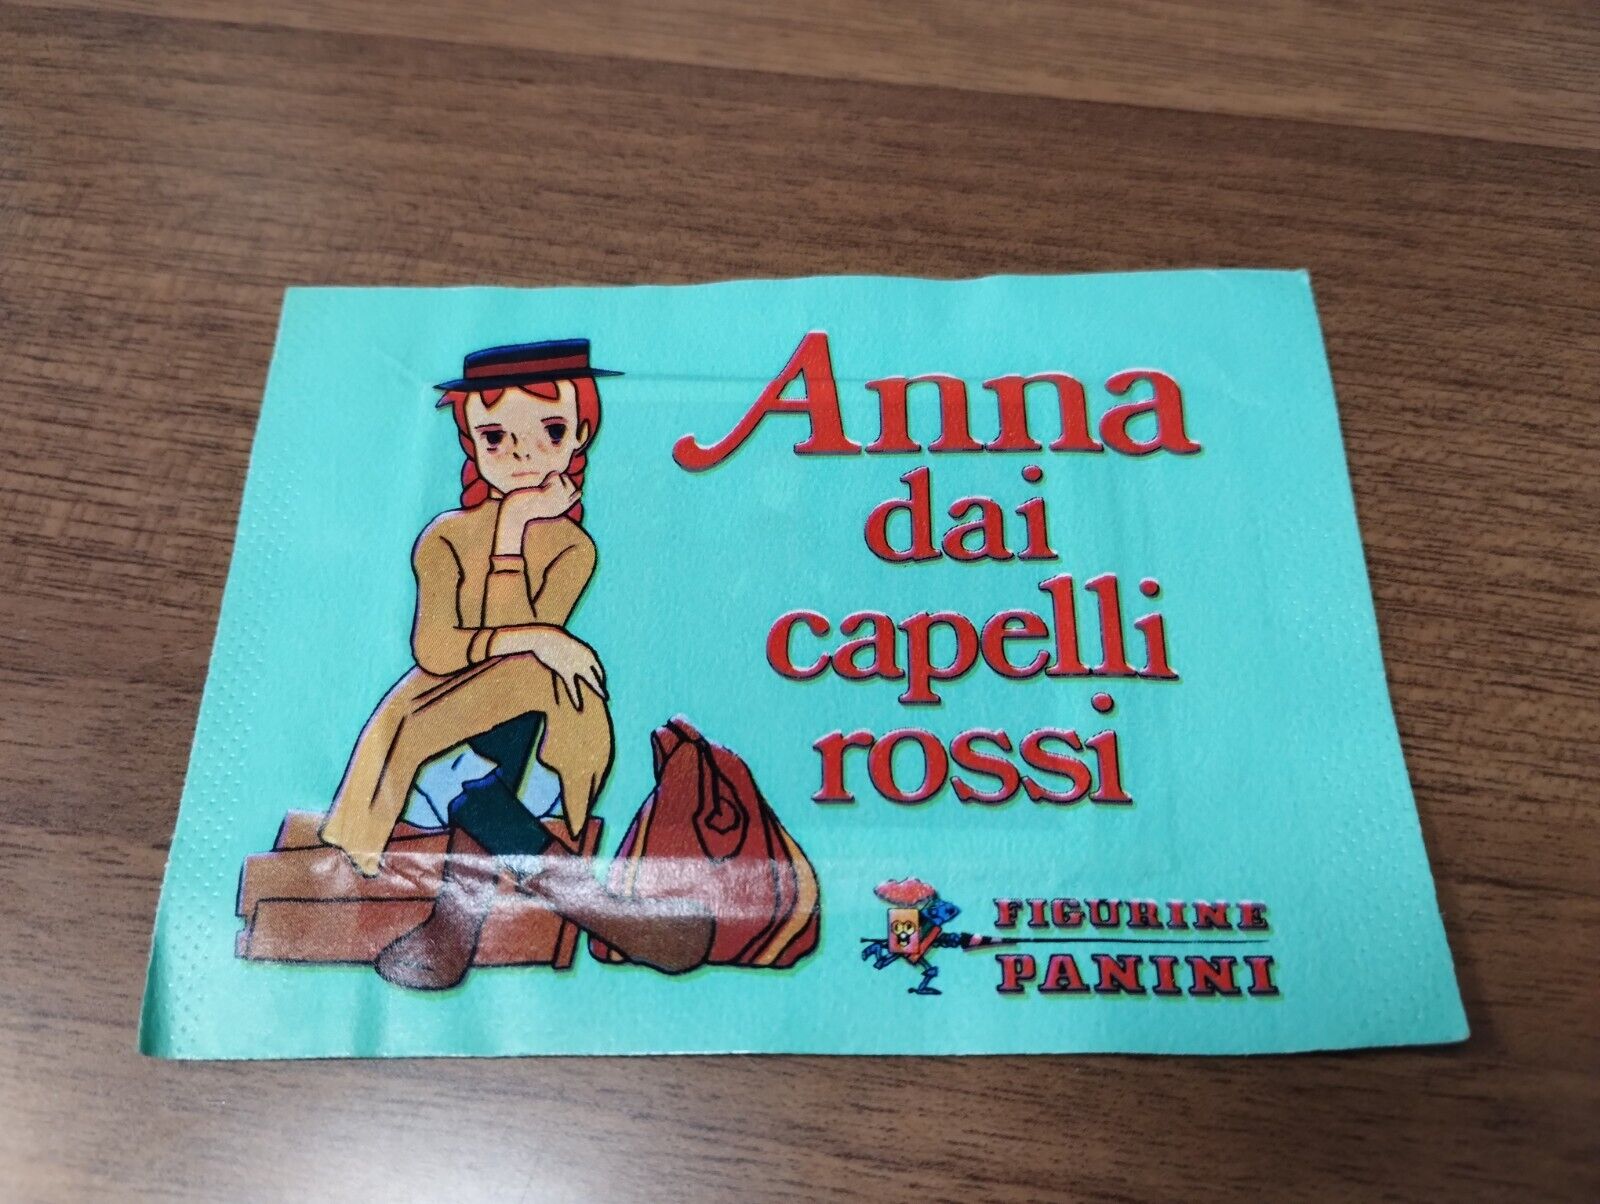 Anna
dai
capelli
rossi
FIGURINE
PANINI